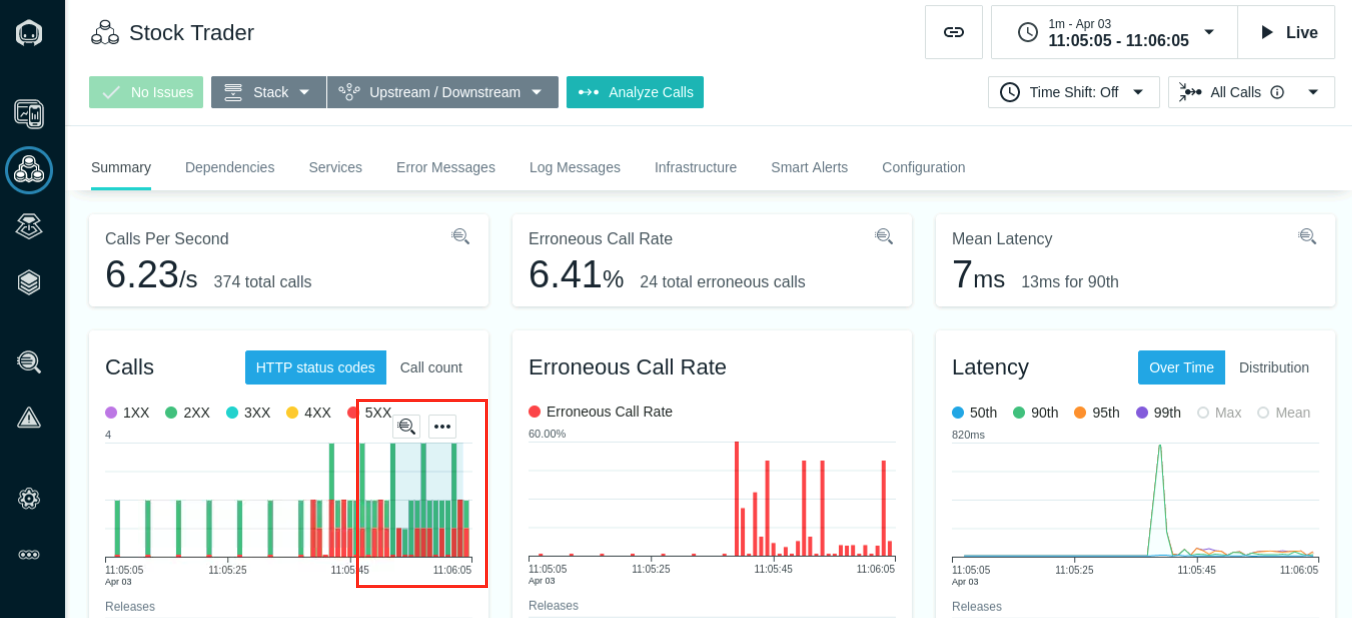 Stock Trader
1m - Apr 03
11:05:05 - 11:06:05
Live
No Issues
Stack
Upstream / Downstream
Analyze Calls
Time Shift: Off
All Calls
Summary
Dependencies
Services
Error Messages
Log Messages
Infrastructure
Smart Alerts
Configuration
Calls Per Second
6.23/s 374 total calls
Erroneous Call Rate
6.41% 24 total erroneous calls
Mean Latency
7ms 13ms for 90th
Calls
HTTP status codes
Call count
1XX 2XX 3XX 4XX 5XX
4
11:05:05 11:05:25 11:05:45 11:06:05
Apr 03
Releases
Erroneous Call Rate
Erroneous Call Rate
60.00%
11:05:05 11:05:25 11:05:45 11:06:05
Apr 03
Releases
Latency
Over Time
Distribution
50th 90th 95th 99th Max Mean
820ms
11:05:05 11:05:25 11:05:45 11:06:05
Apr 03
Releases